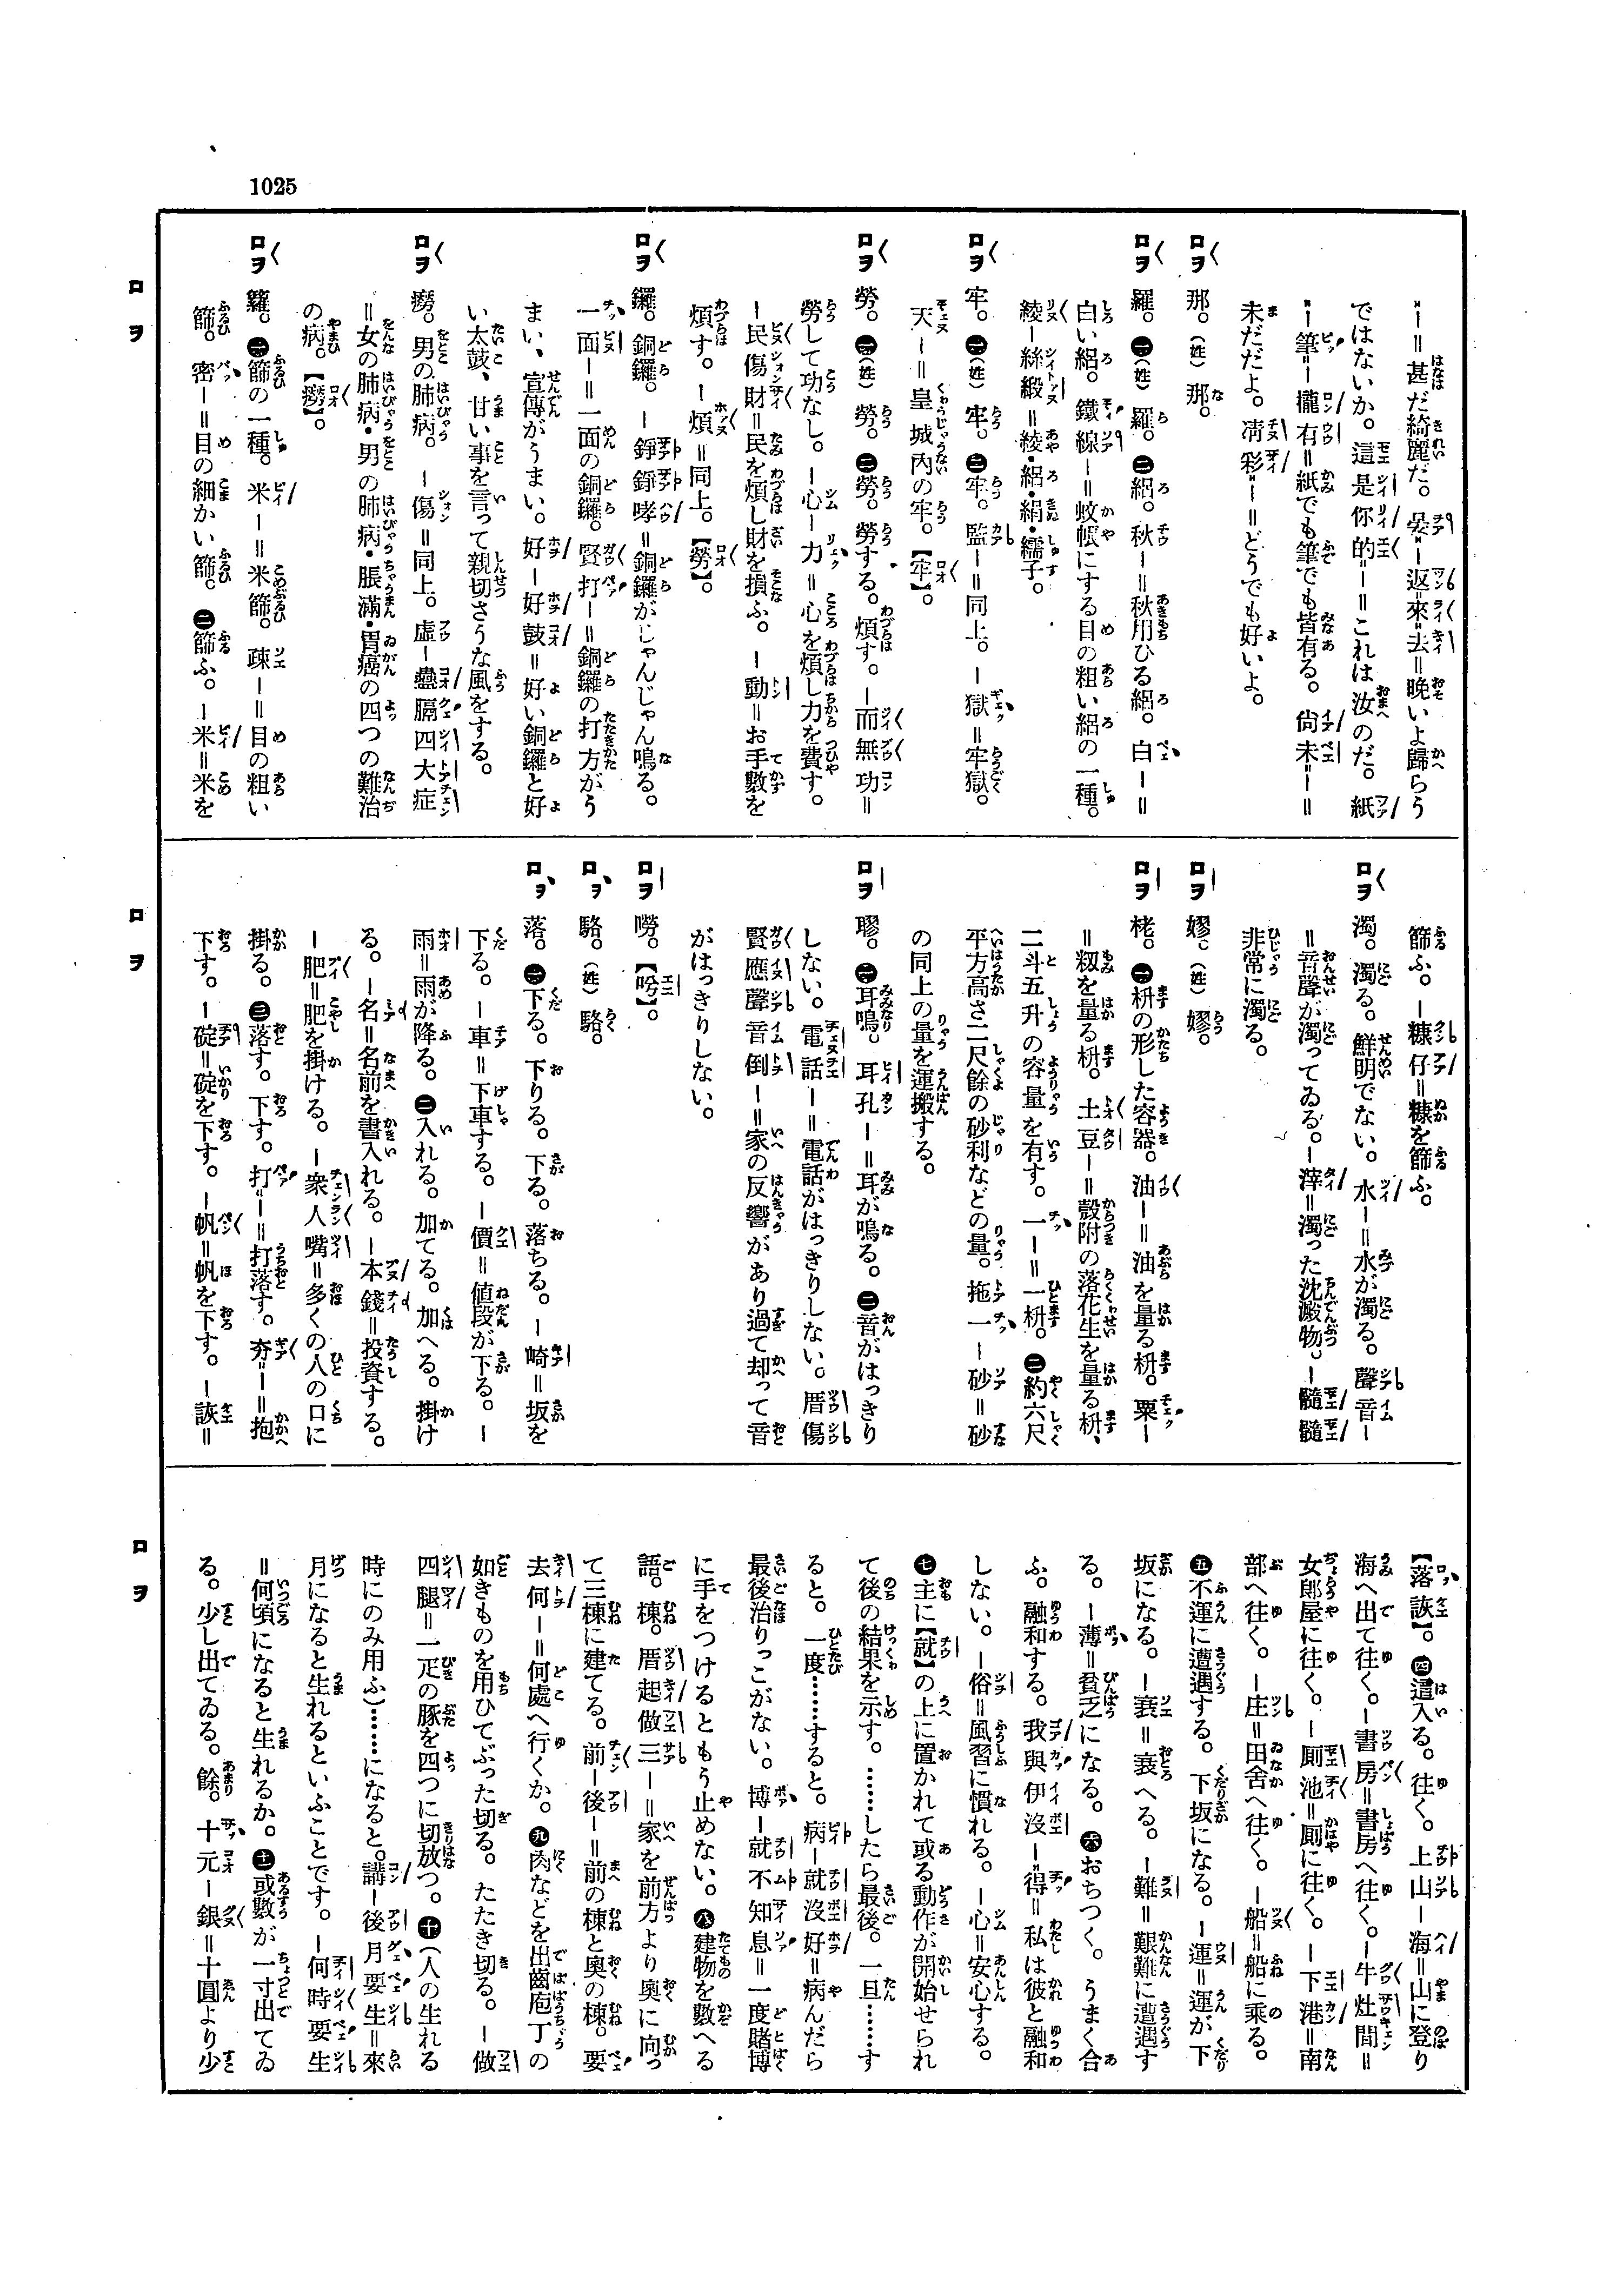 1025
ロヲ
〃ー＝甚だ綺麗だ。晏〃ー返〃來〃去＝晩いよ歸らう
ではないか。這是你的〃ー＝これは汝のだ。紙
〃ー筆〃ー攏有＝紙でも筆でも皆有る。尙未〃ー＝
未だだよ。凊彩〃ー＝どうでも好いよ。
ロヲ 那。（姓）那。
ロヲ 羅。㊀（姓）羅。㊁絽。秋ー＝秋用ひる絽。白ー＝
白い絽。鐵線ー＝蚊帳にする目の粗い絽の一種。
綾ー絲緞＝綾・絽・絹・繻子。
ロヲ 牢。㊀（姓）牢。㊁牢。監ー＝同上。ー獄＝牢獄。
天ー＝皇城內の牢。【牢】。
ロヲ 勞。㊀（姓）勞。㊁勞。勞する。煩す。ー而無功＝
勞して功なし。ー心ー力＝心を煩し力を費す。
ー民傷財＝民を煩し財を損ふ。ー動＝お手數を
煩す。ー煩＝同上。【勞】。
ロヲ 鑼。銅鑼。ー錚錚哮＝銅鑼がじゃんじゃん鳴る。
一面ー＝一面の銅鑼。賢打ー＝銅鑼の打方がう
まい、宣傳がうまい。好ー好鼓＝好い銅鑼と好
い太鼓、甘い事を言って親切さうな風をする。
ロヲ 癆。男の肺病。ー傷＝同上。虛ー蠱膈四大症
＝女の肺病・男の肺病・脹滿・胃癌の四つの難治
の病。【癆】。
ロヲ 籮。㊀篩の一種。米ー＝米篩。疎ー＝目の粗い
篩。密ー＝目の細かい篩。㊁篩ふ。ー米＝米を
ロヲ
篩ふ。ー糠仔＝糠を篩ふ。
ロヲ 濁。濁る。鮮明でない。水ー＝水が濁る。聲音ー
＝音聲が濁ってゐる。ー滓＝濁った沈澱物。ー髓髓＝
非常に濁る。
ロヲ 嫪。（姓）嫪。
ロヲ 栳。㊀枡の形した容器。油ー＝油を量る枡。粟ー
＝籾を量る枡。土豆ー＝殼附の落花生を量る枡、
二斗五升の容量を有す。一ー＝一枡。㊁約六尺
平方高さ二尺餘の砂利などの量。拖一ー砂＝砂
の同上の量を運搬する。
ロヲ 䏆。㊀耳鳴。耳孔ー＝耳が鳴る。㊁音がはっきり
しない。電話ー＝電話がはっきりしない。厝傷
賢應聲音倒ー＝家の反響があり過て却って音
がはっきりしない。
ロヲ 嘮。【呤】。
ロヲ 駱。（姓）駱。
ロヲ 落。㊀下る。下りる。下る。落ちる。ー崎＝坂を
下る。ー車＝下車する。ー價＝値段が下る。ー
雨＝雨が降る。㊁入れる。加てる。加へる。掛け
る。ー名＝名前を書入れる。ー本錢＝投資する。
ー肥＝肥を掛ける。ー衆人嘴＝多くの人の口に
掛る。㊂落す。下す。打〃ー＝打落す。夯〃ー＝抱
下す。ー碇＝碇を下す。ー帆＝帆を下す。ー詼＝
ロヲ
【落詼】。㊃這入る。往く。上山ー海＝山に登り
海へ出て往く。ー書房＝書房へ往く。ー牛灶間＝
女郎屋に往く。ー厠池＝厠に往く。ー下港＝南
部へ往く。ー庄＝田舍へ往く。ー船＝船に乘る。
㊄不運に遭遇する。下坂になる。ー運＝運が下
坂になる。ー衰＝衰へる。ー難＝艱難に遭遇す
る。ー薄＝貧乏になる。㊅おちつく。うまく合
ふ。融和する。我與伊沒ー〃得＝私は彼と融和
しない。ー俗＝風習に慣れる。ー心＝安心する。
㊆主に【就】の上に置かれて或る動作が開始せられ
て後の結果を示す。……したら最後。一旦……す
ると。一度……すると。病ー就沒好＝病んだら
最後治りっこがない。博ー就不知息＝一度賭博
に手をつけるともう止めない。㊇建物を數へる
語。棟。厝起做三ー＝家を前方より奧に向っ
て三棟に建てる。前ー後ー＝前の棟と奧の棟。要
去何ー＝何處へ行くか。㊈肉などを出齒庖丁の
如きものを用ひてぶった切る。たたき切る。ー做
四腿＝一疋の豚を四つに切放つ。㊉（人の生れる
時にのみ用ふ）……になると。講ー後月要生＝來
月になると生れるといふことです。ー何時要生
＝何頃になると生れるか。⑪或數が一寸出てゐ
る。少し出てゐる。餘。十元ー銀＝十圓より少
ロヲ